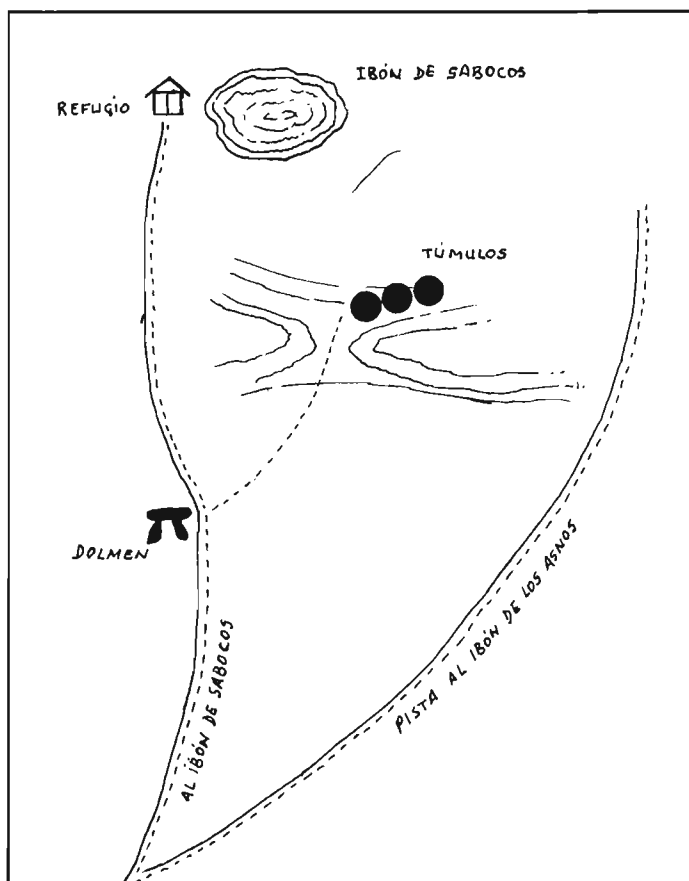 IBÓN DE SABOCOS
REFUGIO
TÚMULOS
DOLMEN
AL IBÓN DE SABOCOS
PISTA AL IBÓN DE LOS ASNOS